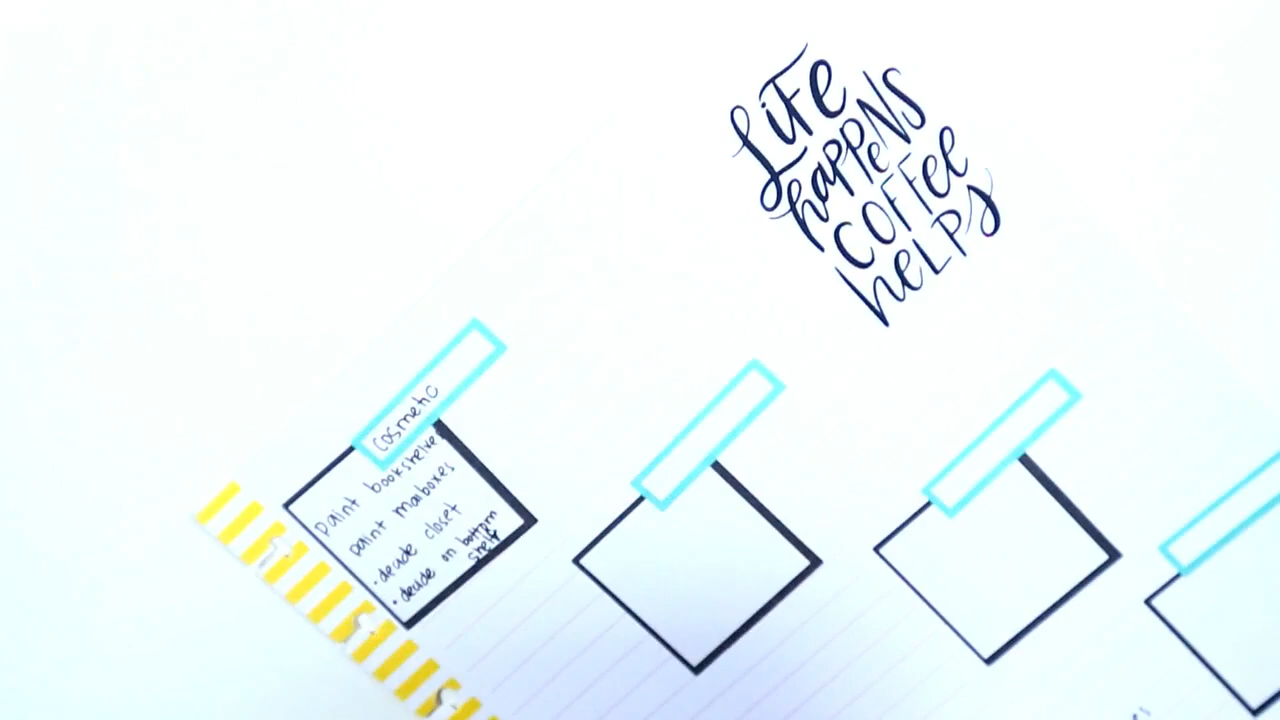 LiFe
happeNS
COFFee
heLPS
cosmetic
paint bookshelves
paint mailboxes
· decide closet
· decide on bottom
shelf